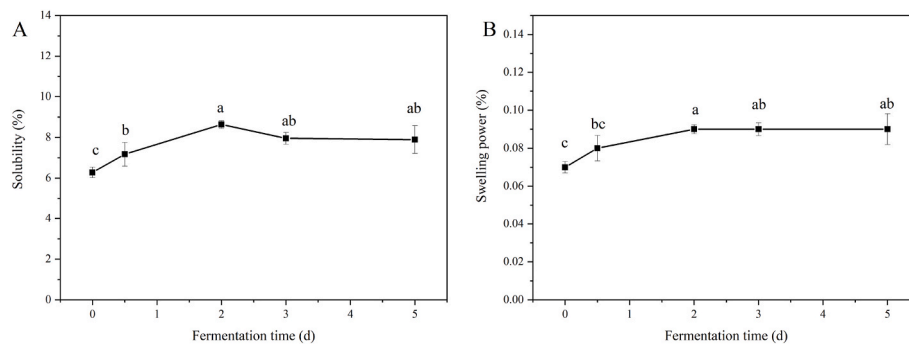 A
14
12
10
8
6
4
2
0
Solubility (%)
c
b
a
ab
ab
0
1
2
3
4
5
Fermentation time (d)
B
0.14
0.12
0.10
0.08
0.06
0.04
0.02
0.00
Swelling power (%)
c
bc
a
ab
ab
0
1
2
3
4
5
Fermentation time (d)